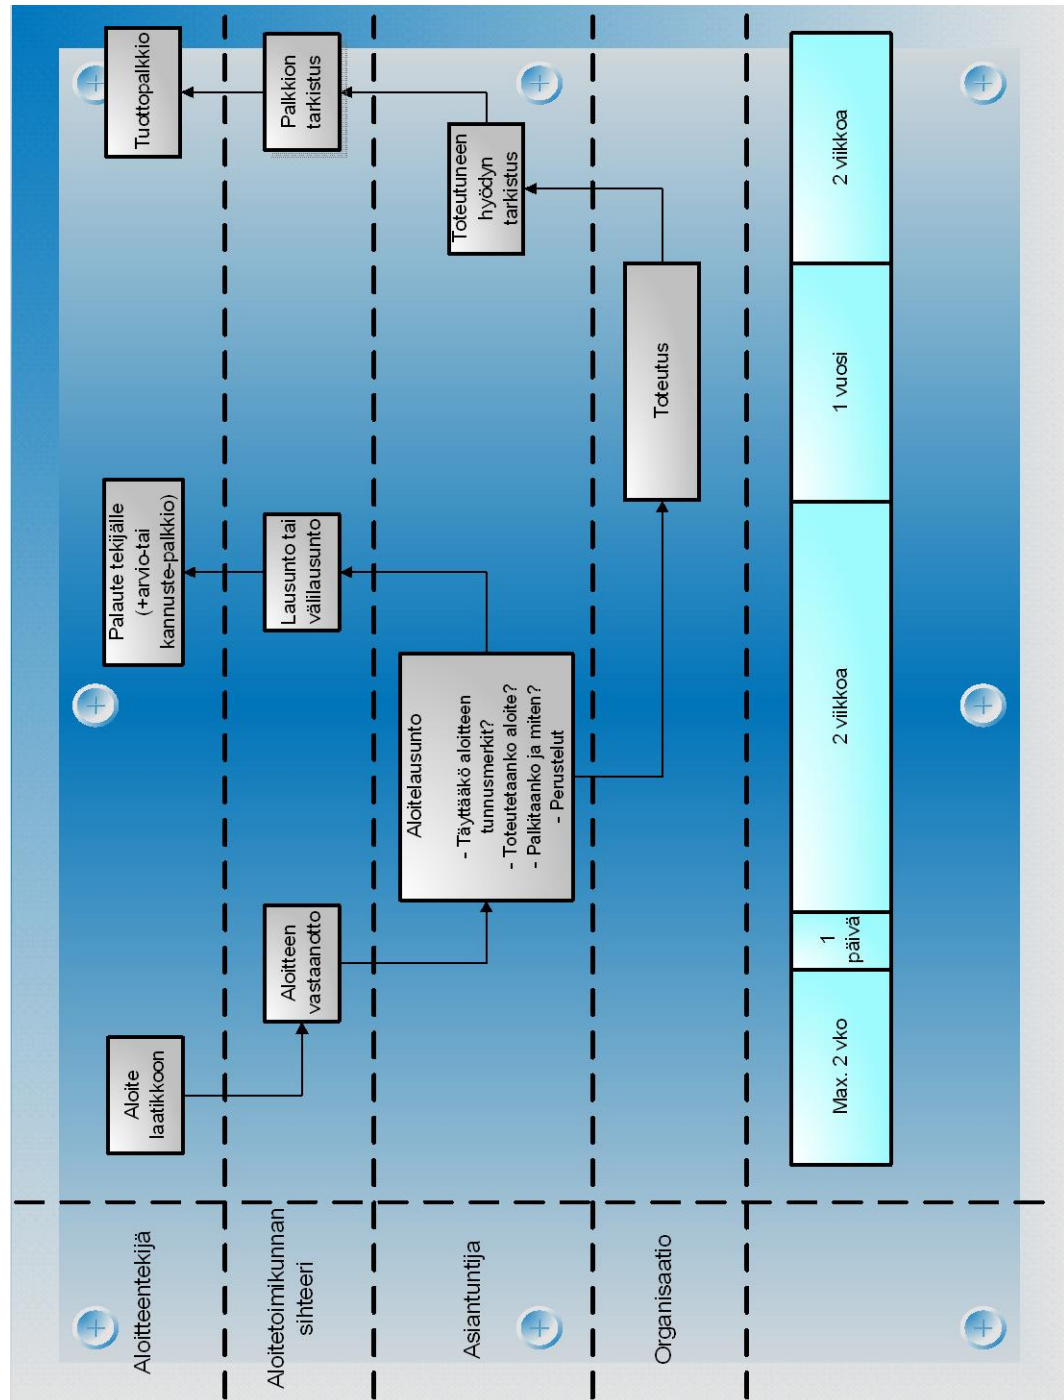 Aloitteentekijä
Aloite
laatikkoon
Palaute tekijälle
(+arvio-tai
kannuste-palkkio)
Tuottopalkkio
Aloitetoimikunnan
sihteeri
Aloitteen
vastaanotto
Lausunto tai
välilausunto
Palkkion
tarkistus
Asiantuntija
Aloitelausunto
- Täyttääkö aloitteen
tunnusmerkit?
- Toteutetaanko aloite?
- Palkitaanko ja miten?
- Perustelut
Toteutuneen
hyödyn
tarkistus
Organisaatio
Toteutus
Max. 2 vko
1
päivä
2 viikkoa
1 vuosi
2 viikkoa